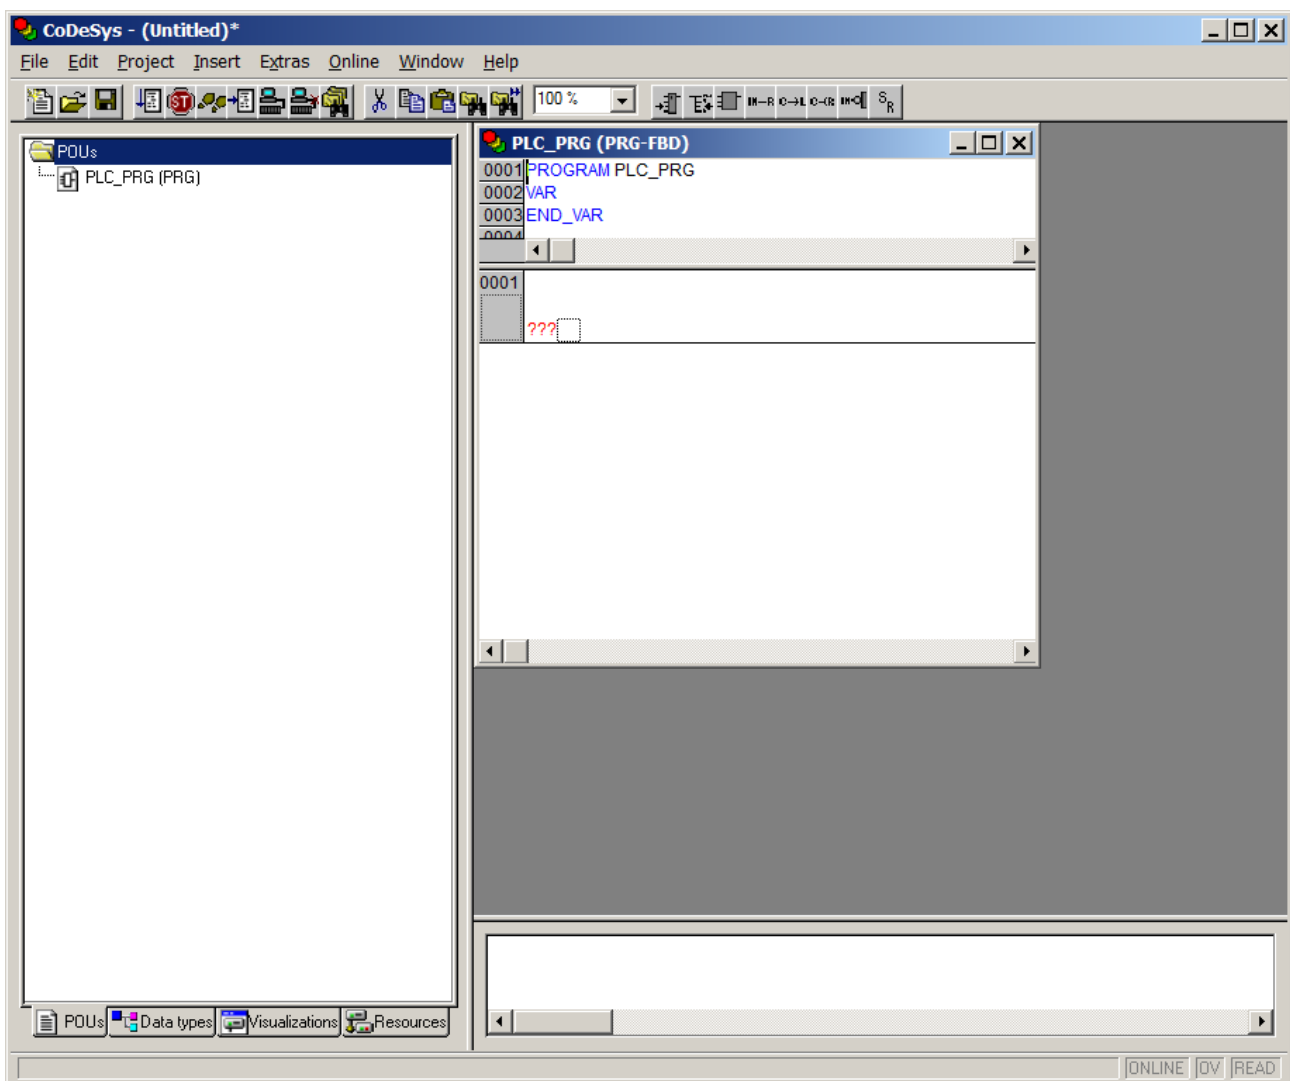 CoDeSys - (Untitled)*
File Edit Project Insert Extras Online Window Help
100 %
POUs
PLC_PRG (PRG)
PLC_PRG (PRG-FBD)
0001 PROGRAM PLC_PRG
0002 VAR
0003 END_VAR
0004
0001
???
POUs Data types Visualizations Resources
ONLINE OV READ